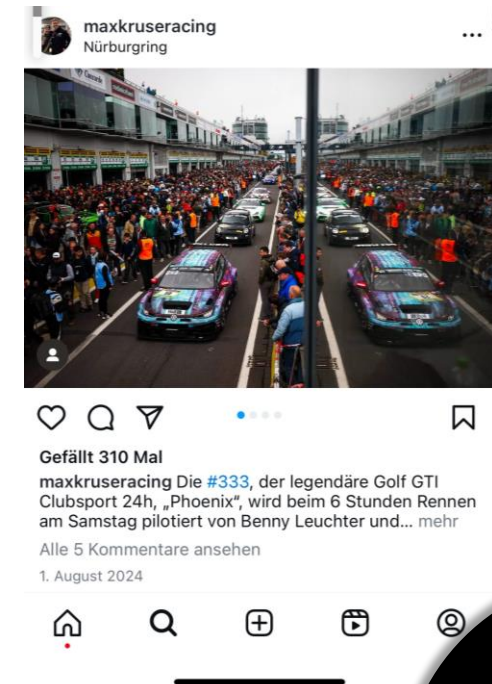 maxkruseracing
Nürburgring
Gefällt 310 Mal
maxkruseracing Die #333, der legendäre Golf GTI
Clubsport 24h, „Phoenix“, wird beim 6 Stunden Rennen
am Samstag pilotiert von Benny Leuchter und... mehr
Alle 5 Kommentare ansehen
1. August 2024